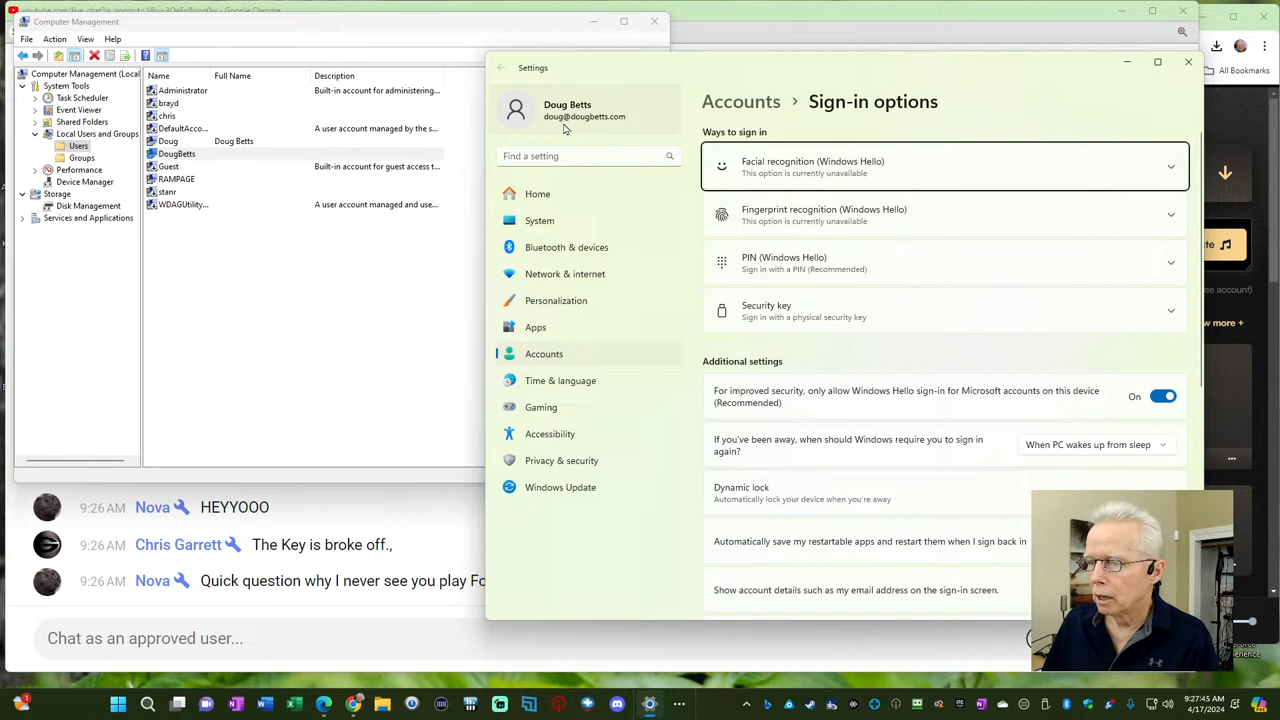 youtube.com/live_chat?is_popout=1&v=3QeFoBpog9w - Google Chrome
Computer Management
File Action View Help
Computer Management (Local
System Tools
Task Scheduler
Event Viewer
Shared Folders
Local Users and Groups
Users
Groups
Performance
Device Manager
Storage
Disk Management
Services and Applications
Name Full Name Description
Administrator Built-in account for administering...
brayd
chris
DefaultAcco... A user account managed by the s...
Doug Doug Betts
DougBetts
Guest Built-in account for guest access t...
RAMPAGE
stanr
WDAGUtility... A user account managed and use...
Settings
Doug Betts
doug@dougbetts.com
Find a setting
Home
System
Bluetooth & devices
Network & internet
Personalization
Apps
Accounts
Time & language
Gaming
Accessibility
Privacy & security
Windows Update
Accounts > Sign-in options
Ways to sign in
Facial recognition (Windows Hello)
This option is currently unavailable
Fingerprint recognition (Windows Hello)
This option is currently unavailable
PIN (Windows Hello)
Sign in with a PIN (Recommended)
Security key
Sign in with a physical security key
Additional settings
For improved security, only allow Windows Hello sign-in for Microsoft accounts on this device
(Recommended)
On
If you've been away, when should Windows require you to sign in
again?
When PC wakes up from sleep
Dynamic lock
Automatically lock your device when you're away
Automatically save my restartable apps and restart them when I sign back in
Show account details such as my email address on the sign-in screen.
All Bookmarks
account)
more +
9:26 AM Nova HEYYOOO
9:26 AM Chris Garrett The Key is broke off.,
9:26 AM Nova Quick question why I never see you play Fo
Chat as an approved user...
9:27:45 AM
4/17/2024